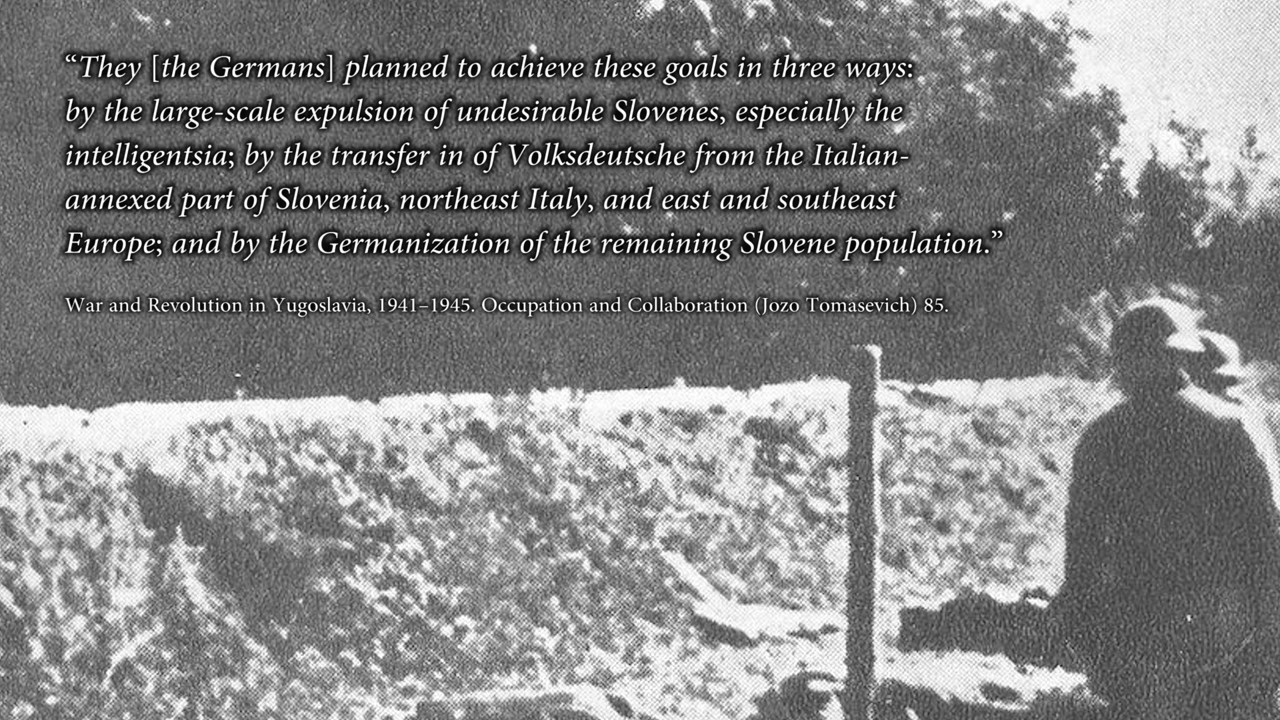 “They [the Germans] planned to achieve these goals in three ways:
by the large-scale expulsion of undesirable Slovenes, especially the
intelligentsia; by the transfer in of Volksdeutsche from the Italian-
annexed part of Slovenia, northeast Italy, and east and southeast
Europe; and by the Germanization of the remaining Slovene population.”
War and Revolution in Yugoslavia, 1941–1945. Occupation and Collaboration (Jozo Tomasevich) 85.